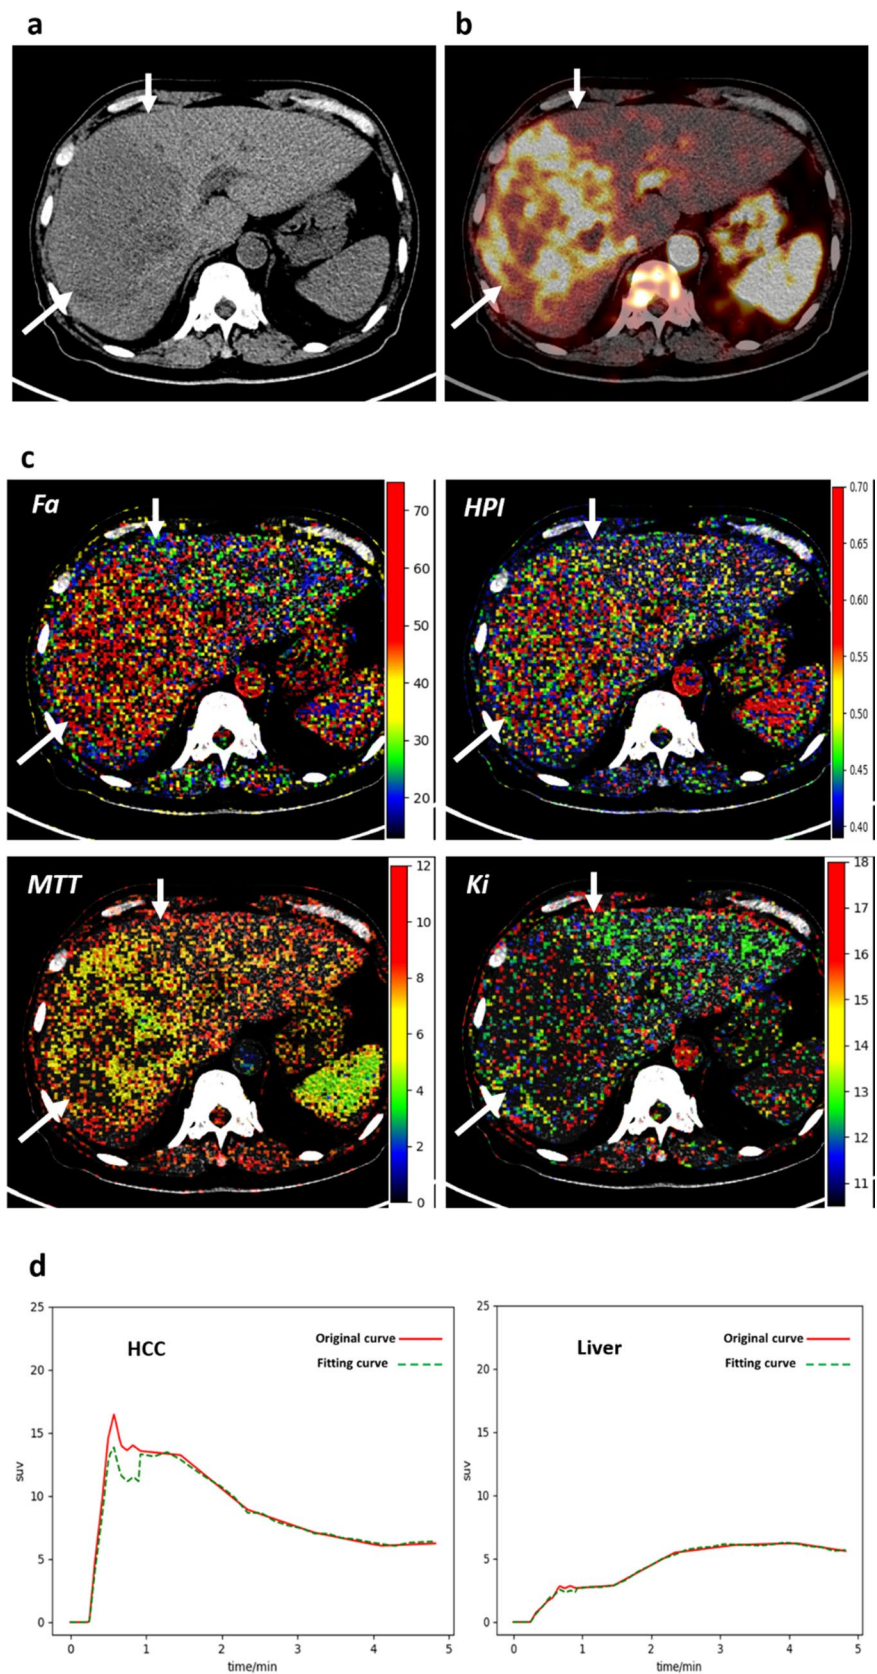 a
b
c
Fa
70
60
50
40
30
20
HPI
0.70
0.65
0.60
0.55
0.50
0.45
0.40
MTT
12
10
8
6
4
2
0
Ki
18
17
16
15
14
13
12
11
d
25
20
15
10
5
0
suv
HCC
Original curve
Fitting curve
0 1 2 3 4 5
time/min
25
20
15
10
5
0
suv
Liver
Original curve
Fitting curve
0 1 2 3 4 5
time/min